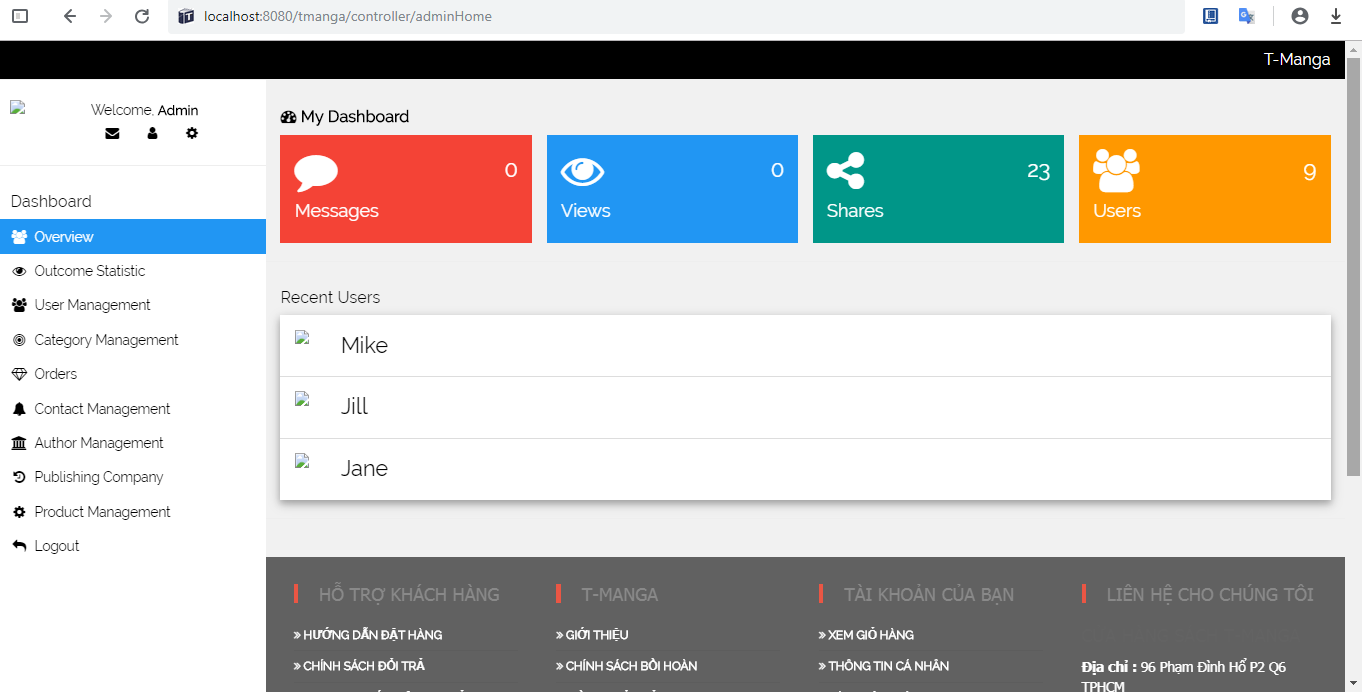 localhost:8080/tmanga/controller/adminHome
T-Manga
Welcome, Admin
My Dashboard
0
Messages
0
Views
23
Shares
9
Users
Dashboard
Overview
Outcome Statistic
User Management
Category Management
Orders
Contact Management
Author Management
Publishing Company
Product Management
Logout
Recent Users
Mike
Jill
Jane
HỖ TRỢ KHÁCH HÀNG
» HƯỚNG DẪN ĐẶT HÀNG
» CHÍNH SÁCH ĐỔI TRẢ
T-MANGA
» GIỚI THIỆU
» CHÍNH SÁCH BỒI HOÀN
TÀI KHOẢN CỦA BẠN
» XEM GIỎ HÀNG
» THÔNG TIN CÁ NHÂN
LIÊN HỆ CHO CHÚNG TÔI
Địa chỉ : 96 Phạm Đình Hổ P2 Q6
TPHCM